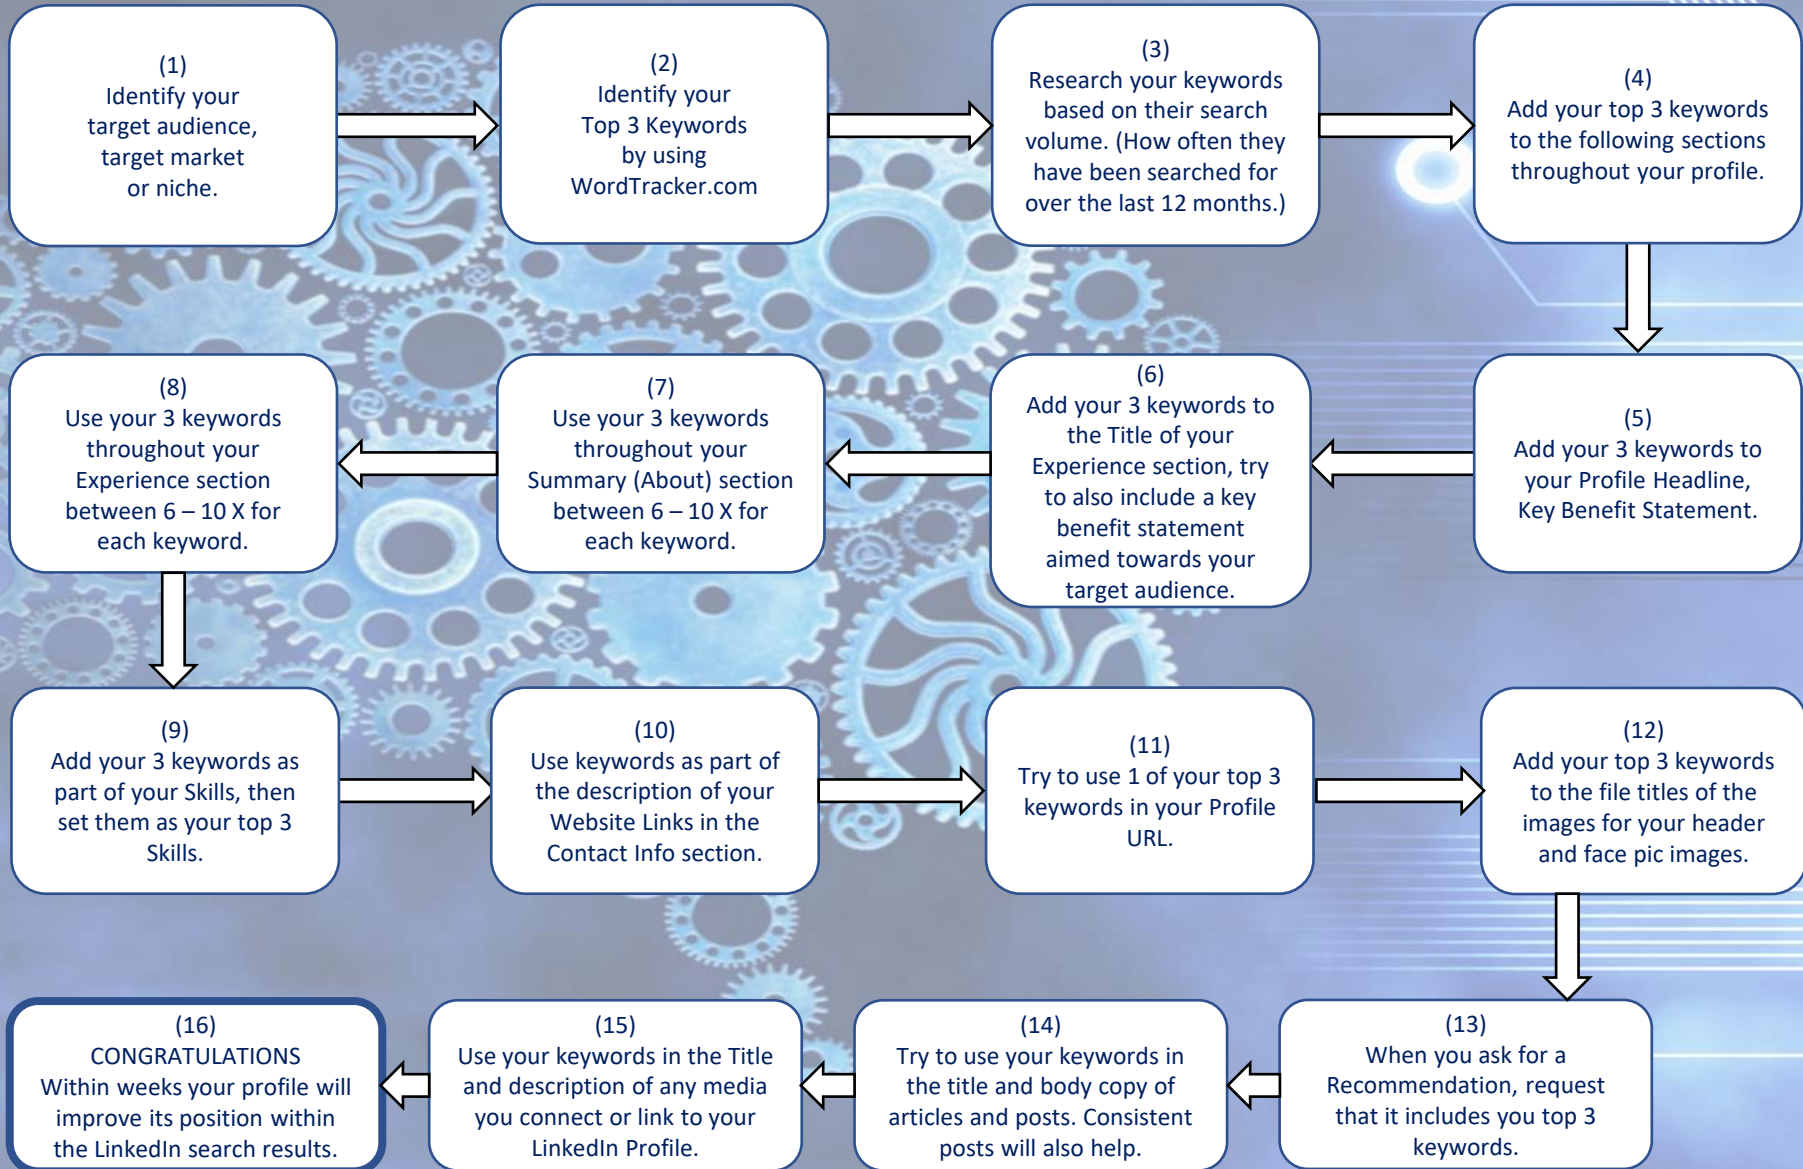 (1)
Identify your
target audience,
target market
or niche.
(2)
Identify your
Top 3 Keywords
by using
WordTracker.com
(3)
Research your keywords
based on their search
volume. (How often they
have been searched for
over the last 12 months.)
(4)
Add your top 3 keywords
to the following sections
throughout your profile.
(5)
Add your 3 keywords to
your Profile Headline,
Key Benefit Statement.
(6)
Add your 3 keywords to
the Title of your
Experience section, try
to also include a key
benefit statement
aimed towards your
target audience.
(7)
Use your 3 keywords
throughout your
Summary (About) section
between 6 – 10 X for
each keyword.
(8)
Use your 3 keywords
throughout your
Experience section
between 6 – 10 X for
each keyword.
(9)
Add your 3 keywords as
part of your Skills, then
set them as your top 3
Skills.
(10)
Use keywords as part of
the description of your
Website Links in the
Contact Info section.
(11)
Try to use 1 of your top 3
keywords in your Profile
URL.
(12)
Add your top 3 keywords
to the file titles of the
images for your header
and face pic images.
(13)
When you ask for a
Recommendation, request
that it includes you top 3
keywords.
(14)
Try to use your keywords in
the title and body copy of
articles and posts. Consistent
posts will also help.
(15)
Use your keywords in the Title
and description of any media
you connect or link to your
LinkedIn Profile.
(16)
CONGRATULATIONS
Within weeks your profile will
improve its position within
the LinkedIn search results.